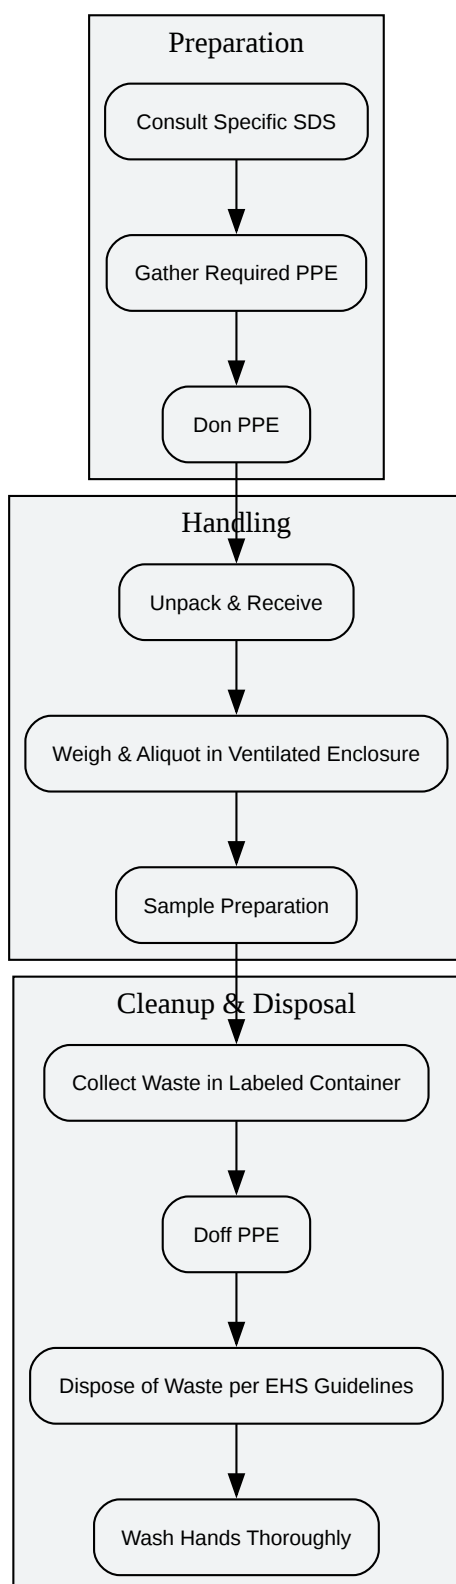 Preparation
Consult Specific SDS
Gather Required PPE
Don PPE
Handling
Unpack & Receive
Weigh & Aliquot in Ventilated Enclosure
Sample Preparation
Cleanup & Disposal
Collect Waste in Labeled Container
Doff PPE
Dispose of Waste per EHS Guidelines
Wash Hands Thoroughly